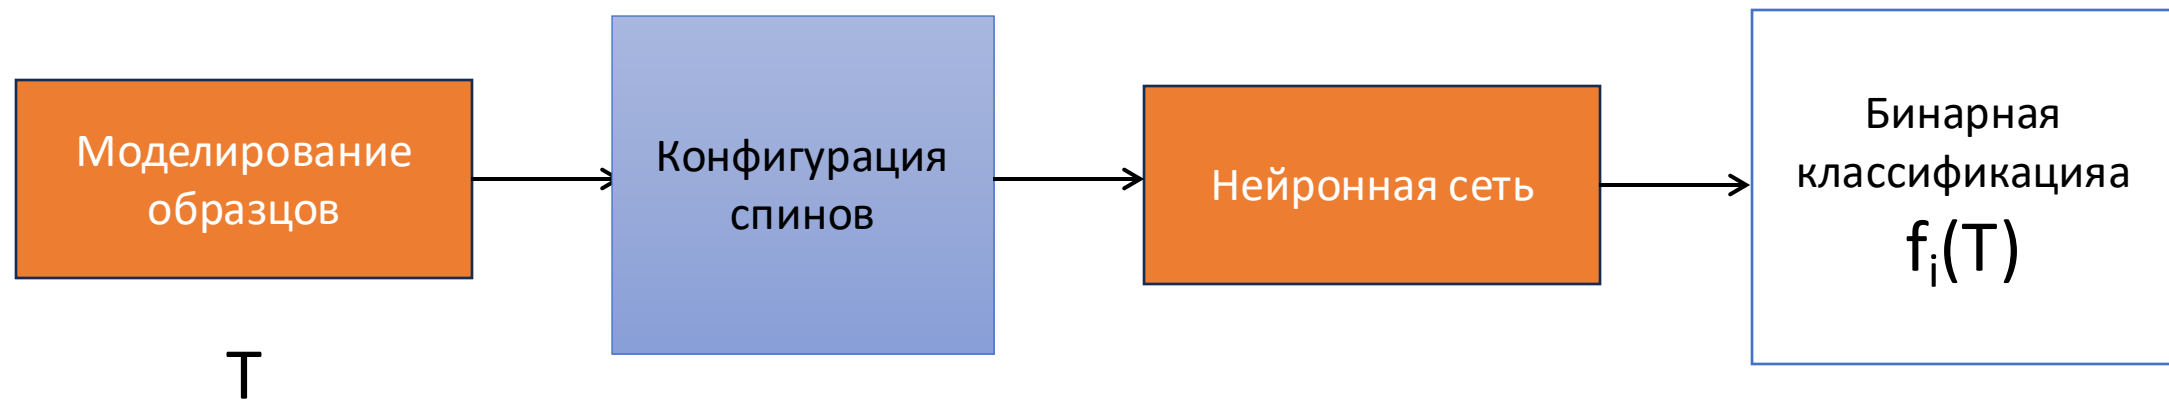 Моделирование
образцов
T
Конфигурация
спинов
Нейронная сеть
Бинарная
классификацияа
fᵢ(T)